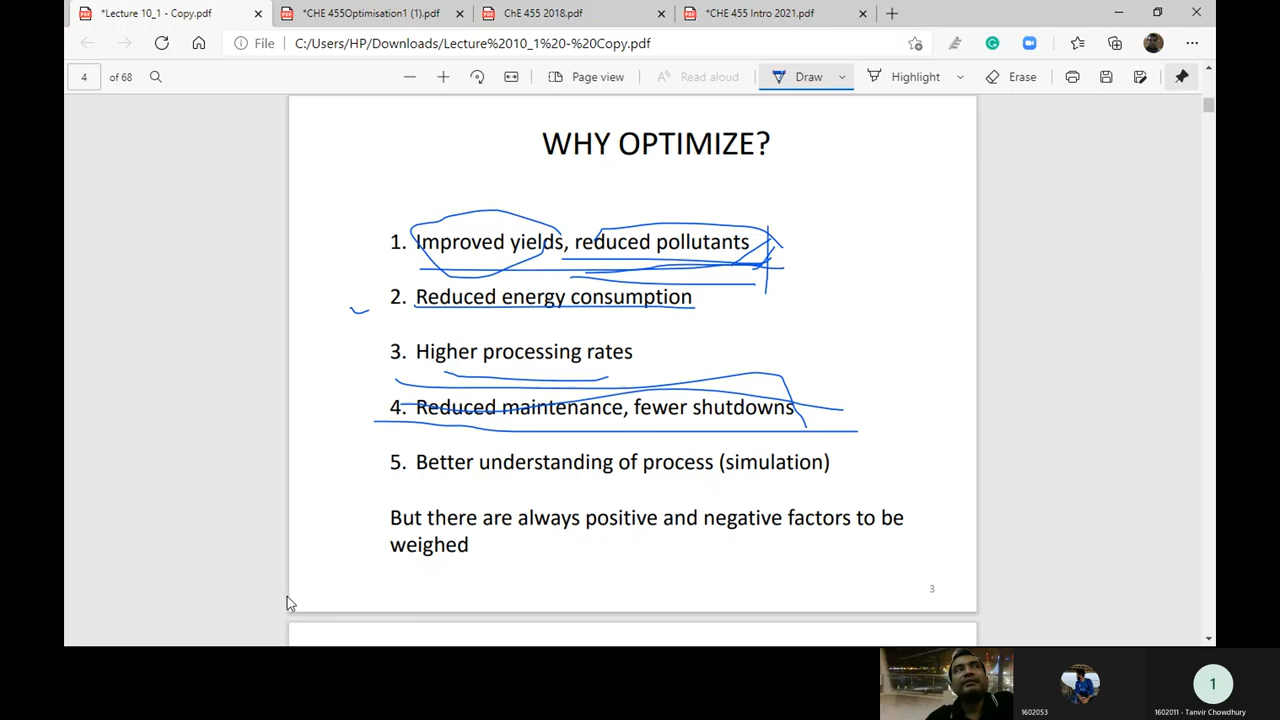 *Lecture 10_1 - Copy.pdf
*CHE 455Optimisation1 (1).pdf
ChE 455 2018.pdf
*CHE 455 Intro 2021.pdf
File
C:/Users/HP/Downloads/Lecture%2010_1%20-%20Copy.pdf
4 of 68
Page view
Read aloud
Draw
Highlight
Erase
WHY OPTIMIZE?
1. Improved yields, reduced pollutants
2. Reduced energy consumption
3. Higher processing rates
4. Reduced maintenance, fewer shutdowns
5. Better understanding of process (simulation)
But there are always positive and negative factors to be
weighed
3
1
1602053
1602011 - Tanvir Chowdhury